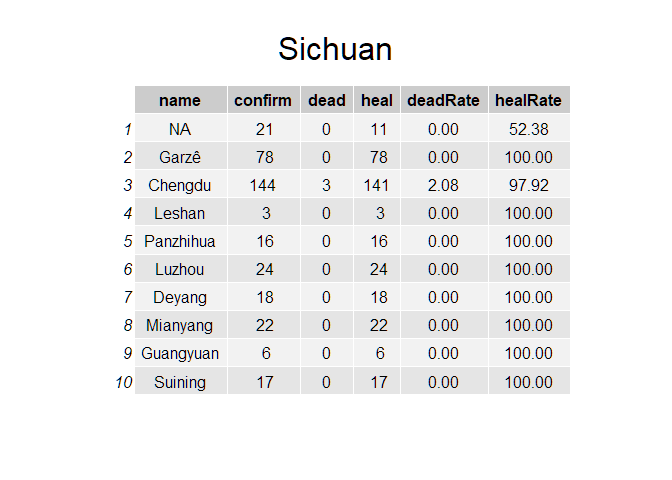 Sichuan
name confirm dead heal deadRate healRate
1 NA 21 0 11 0.00 52.38
2 Garzê 78 0 78 0.00 100.00
3 Chengdu 144 3 141 2.08 97.92
4 Leshan 3 0 3 0.00 100.00
5 Panzhihua 16 0 16 0.00 100.00
6 Luzhou 24 0 24 0.00 100.00
7 Deyang 18 0 18 0.00 100.00
8 Mianyang 22 0 22 0.00 100.00
9 Guangyuan 6 0 6 0.00 100.00
10 Suining 17 0 17 0.00 100.00